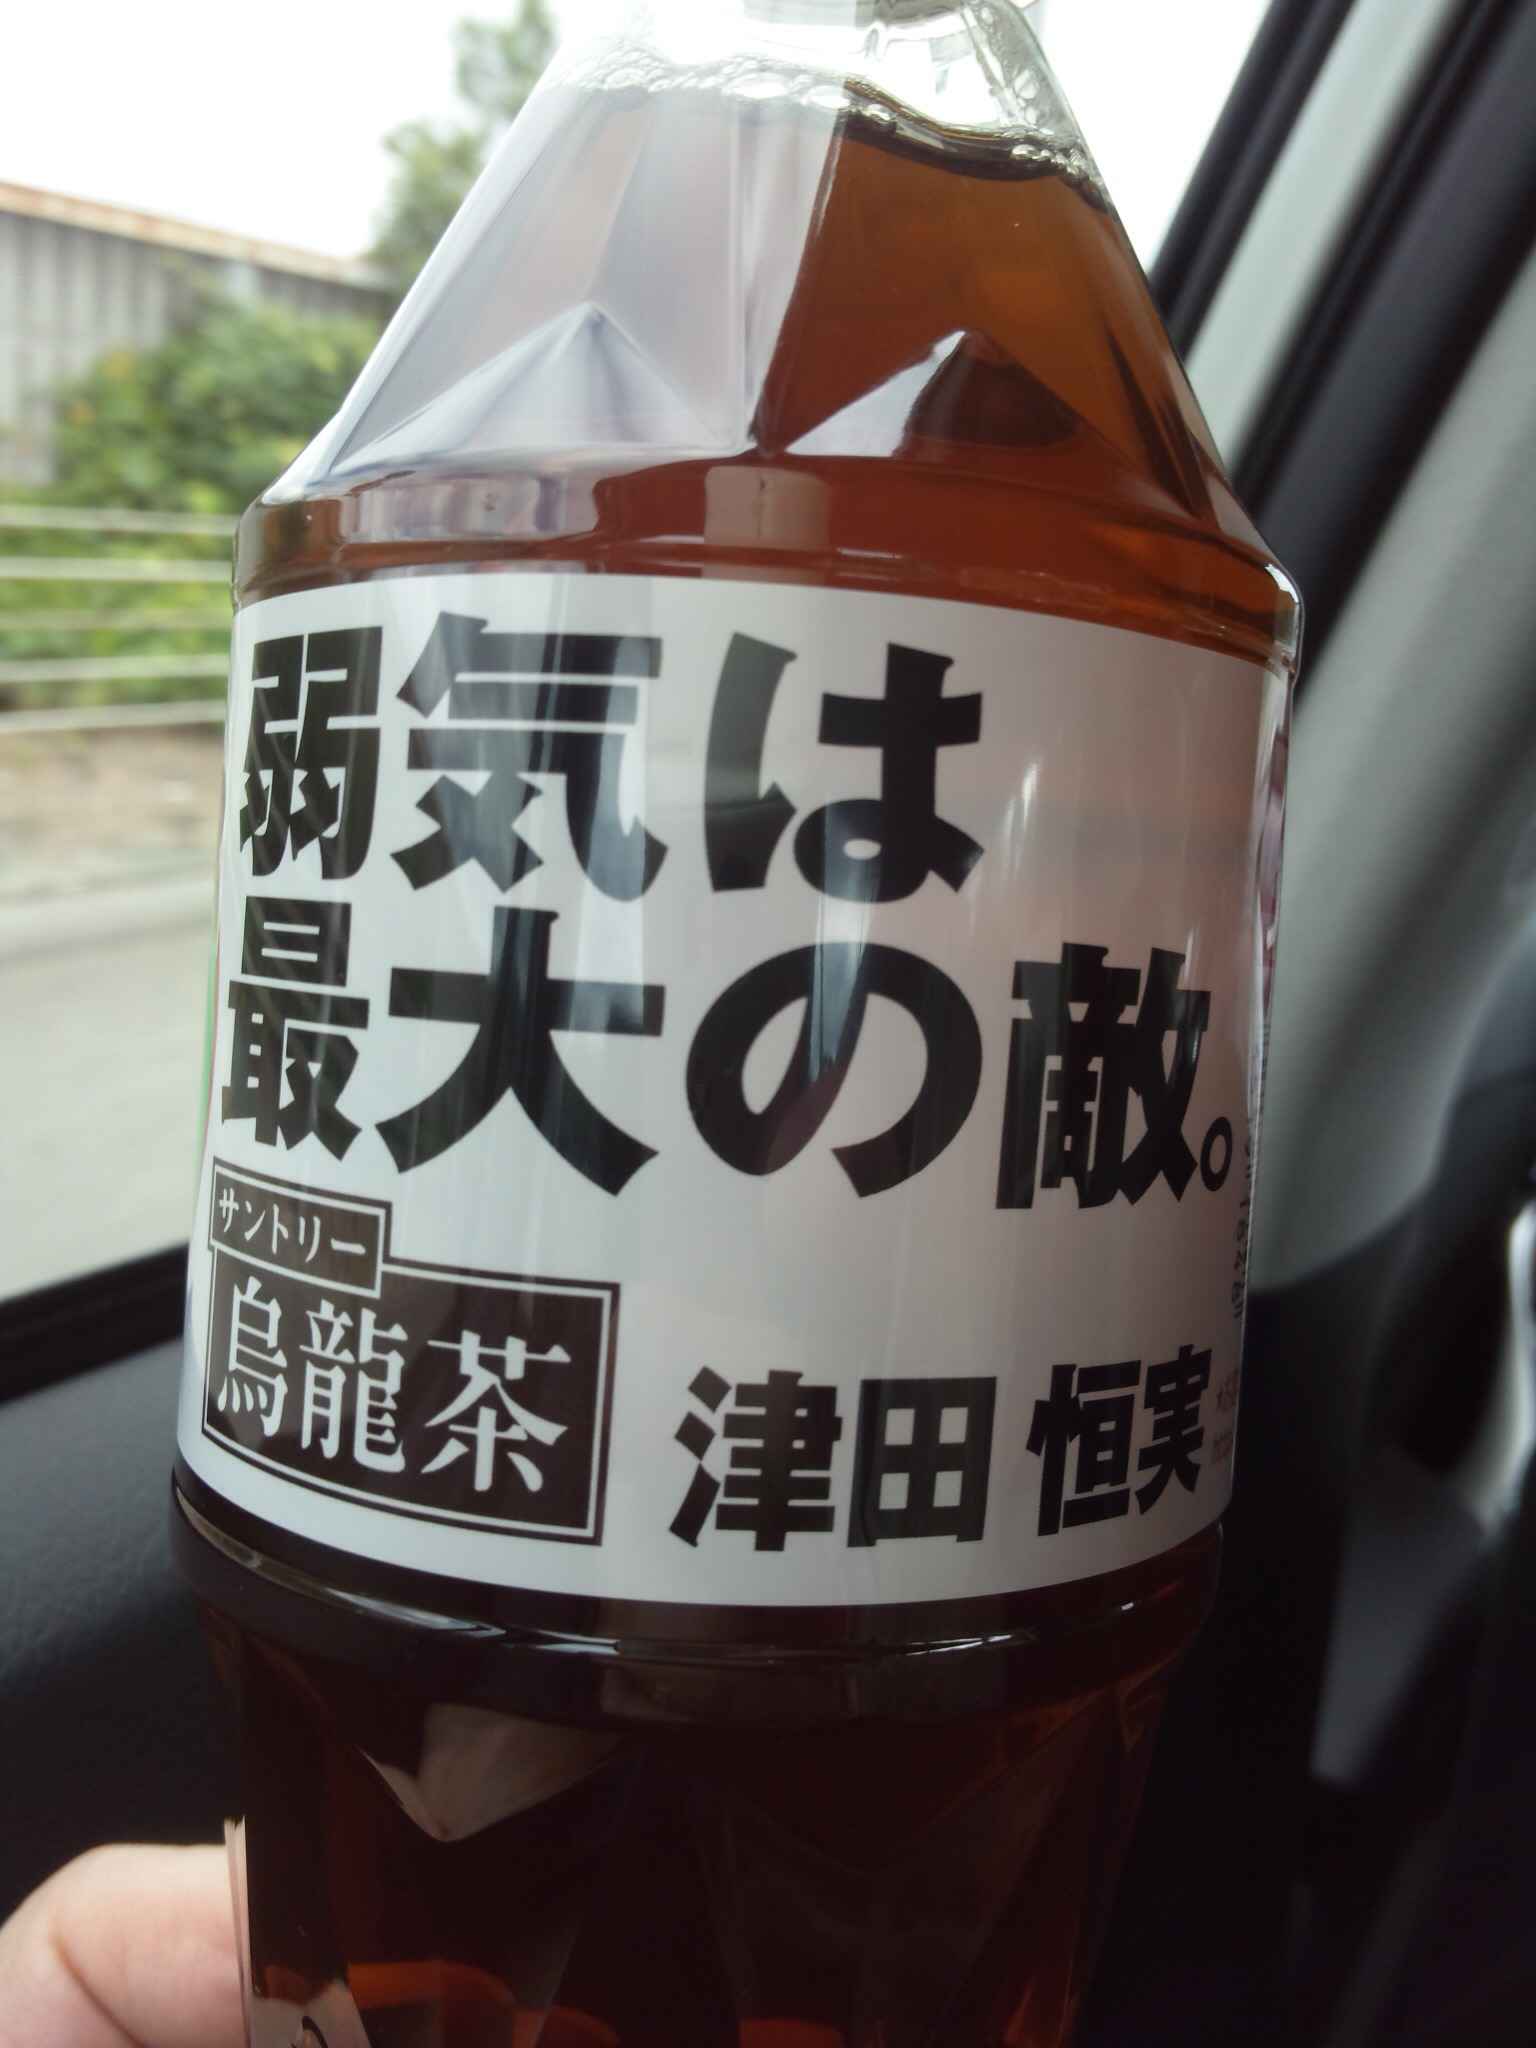 弱気は
最大の敵。
サントリー
烏龍茶
津田 恒実